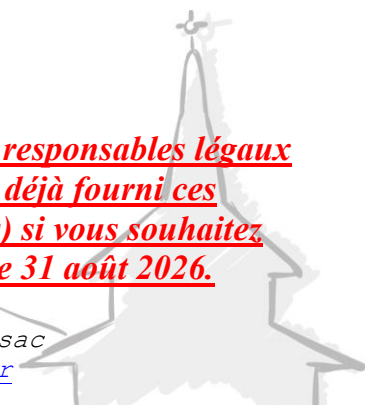 responsables légaux
déjà fourni ces
) si vous souhaitez
e 31 août 2026.
sac
r